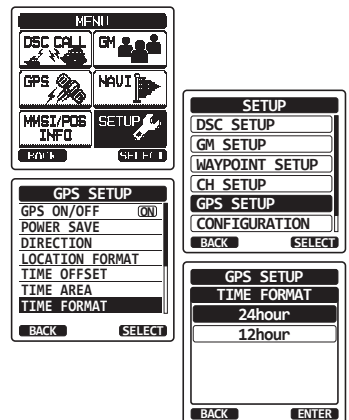 MENU
DSC CALL GM
GPS NAVI
MMSI/POS SETUP
INFO
BACK SELECT
SETUP
DSC SETUP
GM SETUP
WAYPOINT SETUP
CH SETUP
GPS SETUP
CONFIGURATION
BACK SELECT
GPS SETUP
GPS ON/OFF ON
POWER SAVE
DIRECTION
LOCATION FORMAT
TIME OFFSET
TIME AREA
TIME FORMAT
BACK SELECT
GPS SETUP
TIME FORMAT
24hour
12hour
BACK ENTER